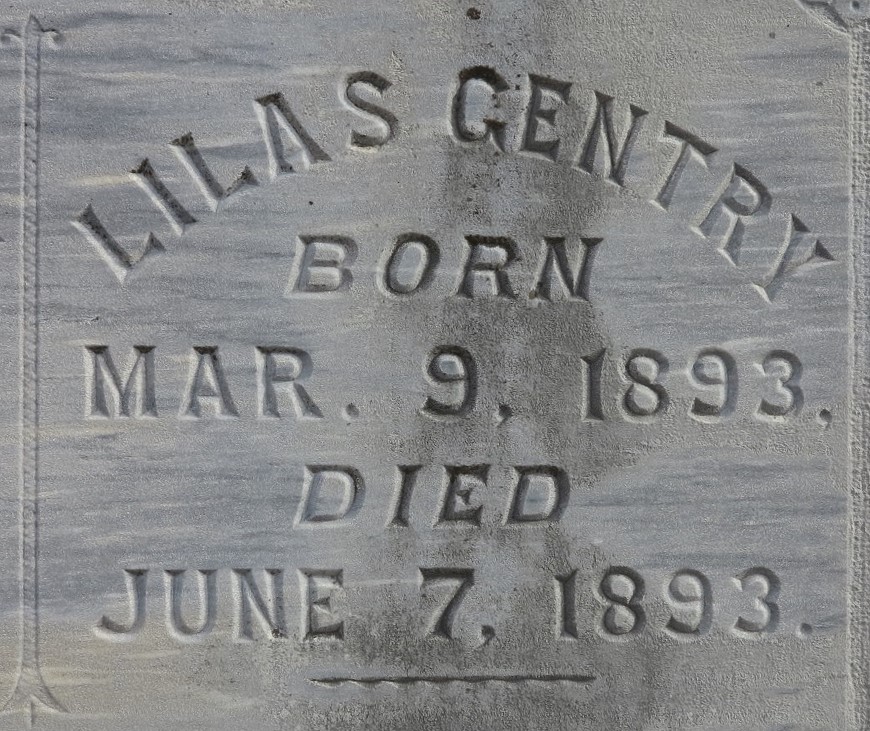 LILAS GENTRY
BORN
MAR. 9, 1893,
DIED
JUNE 7, 1893.